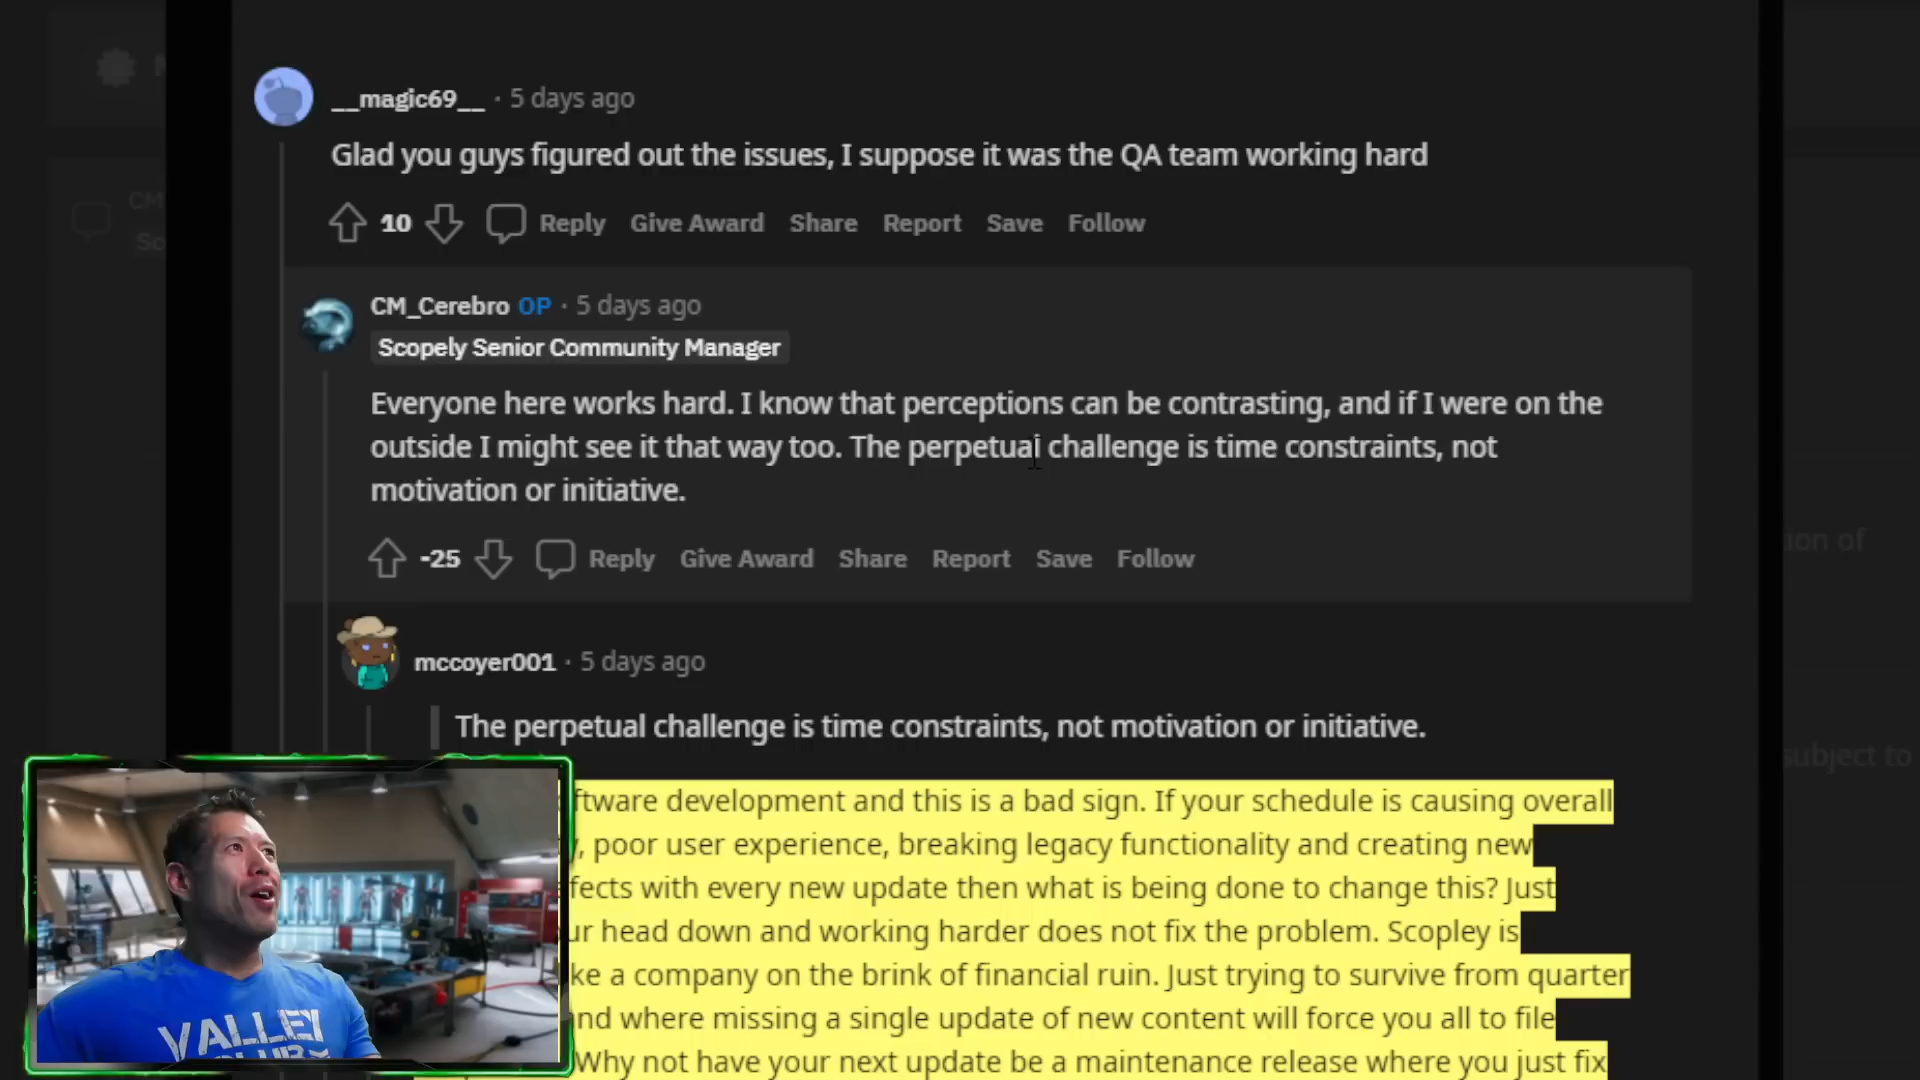 __magic69__ · 5 days ago
Glad you guys figured out the issues, I suppose it was the QA team working hard
10 Reply Give Award Share Report Save Follow
CM
Sc
CM_Cerebro OP · 5 days ago
Scopely Senior Community Manager
Everyone here works hard. I know that perceptions can be contrasting, and if I were on the
outside I might see it that way too. The perpetual challenge is time constraints, not
motivation or initiative.
-25 Reply Give Award Share Report Save Follow
mccoyer001 · 5 days ago
The perpetual challenge is time constraints, not motivation or initiative.
ftware development and this is a bad sign. If your schedule is causing overall
, poor user experience, breaking legacy functionality and creating new
fects with every new update then what is being done to change this? Just
ur head down and working harder does not fix the problem. Scopley is
ke a company on the brink of financial ruin. Just trying to survive from quarter
nd where missing a single update of new content will force you all to file
Why not have your next update be a maintenance release where you just fix
ion of
subject to
VALLEY